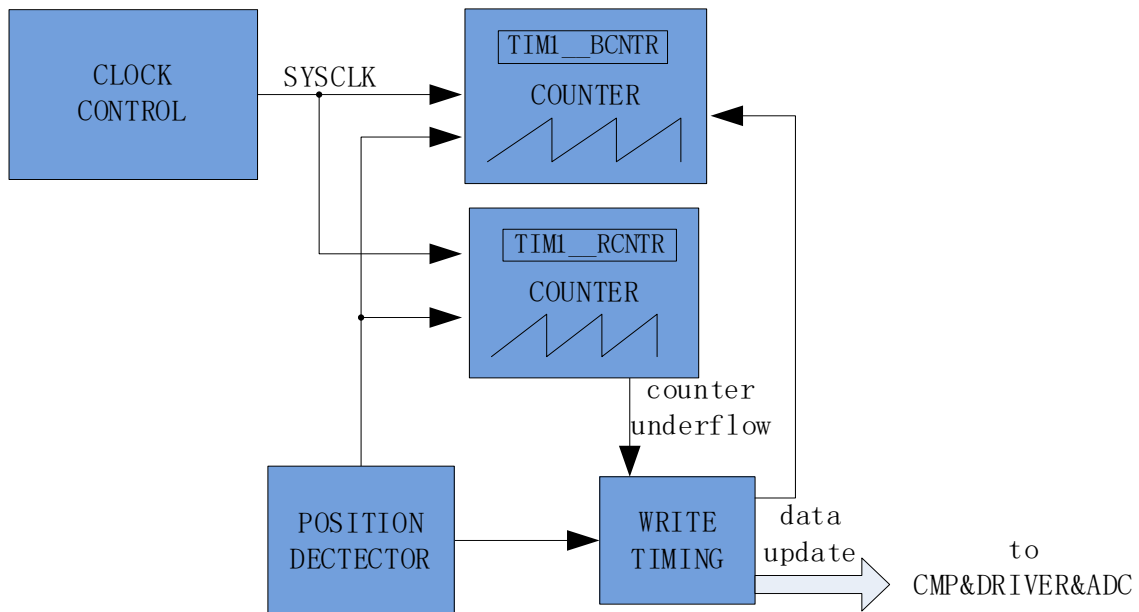 CLOCK
CONTROL
SYSCLK
TIM1__BCNTR
COUNTER
TIM1__RCNTR
COUNTER
counter
underflow
POSITION
DECTECTOR
WRITE
TIMING
data
update
to
CMP&DRIVER&ADC